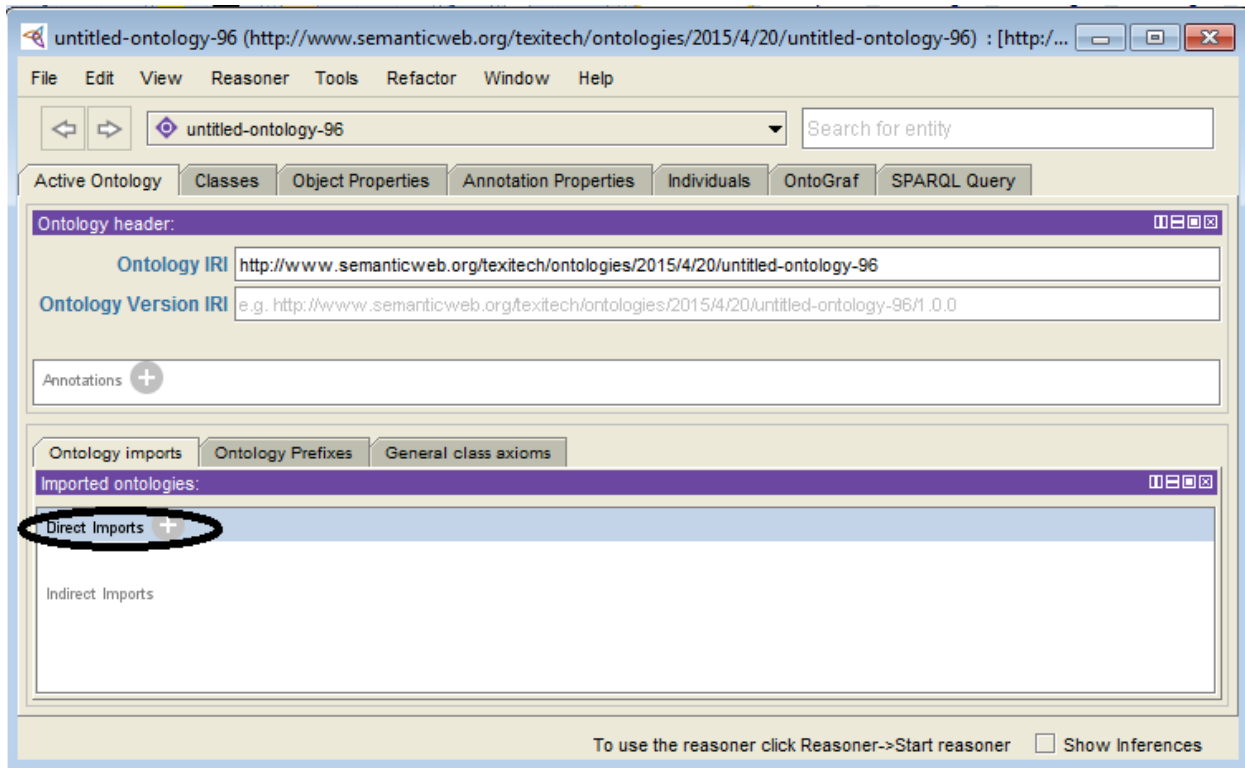 untitled-ontology-96 (http://www.semanticweb.org/texitech/ontologies/2015/4/20/untitled-ontology-96) : [http:/...
File Edit View Reasoner Tools Refactor Window Help
untitled-ontology-96 Search for entity
Active Ontology Classes Object Properties Annotation Properties Individuals OntoGraf SPARQL Query
Ontology header:
Ontology IRI http://www.semanticweb.org/texitech/ontologies/2015/4/20/untitled-ontology-96
Ontology Version IRI e.g. http://www.semanticweb.org/texitech/ontologies/2015/4/20/untitled-ontology-96/1.0.0
Annotations
Ontology imports Ontology Prefixes General class axioms
Imported ontologies:
Direct Imports
Indirect Imports
To use the reasoner click Reasoner->Start reasoner Show Inferences